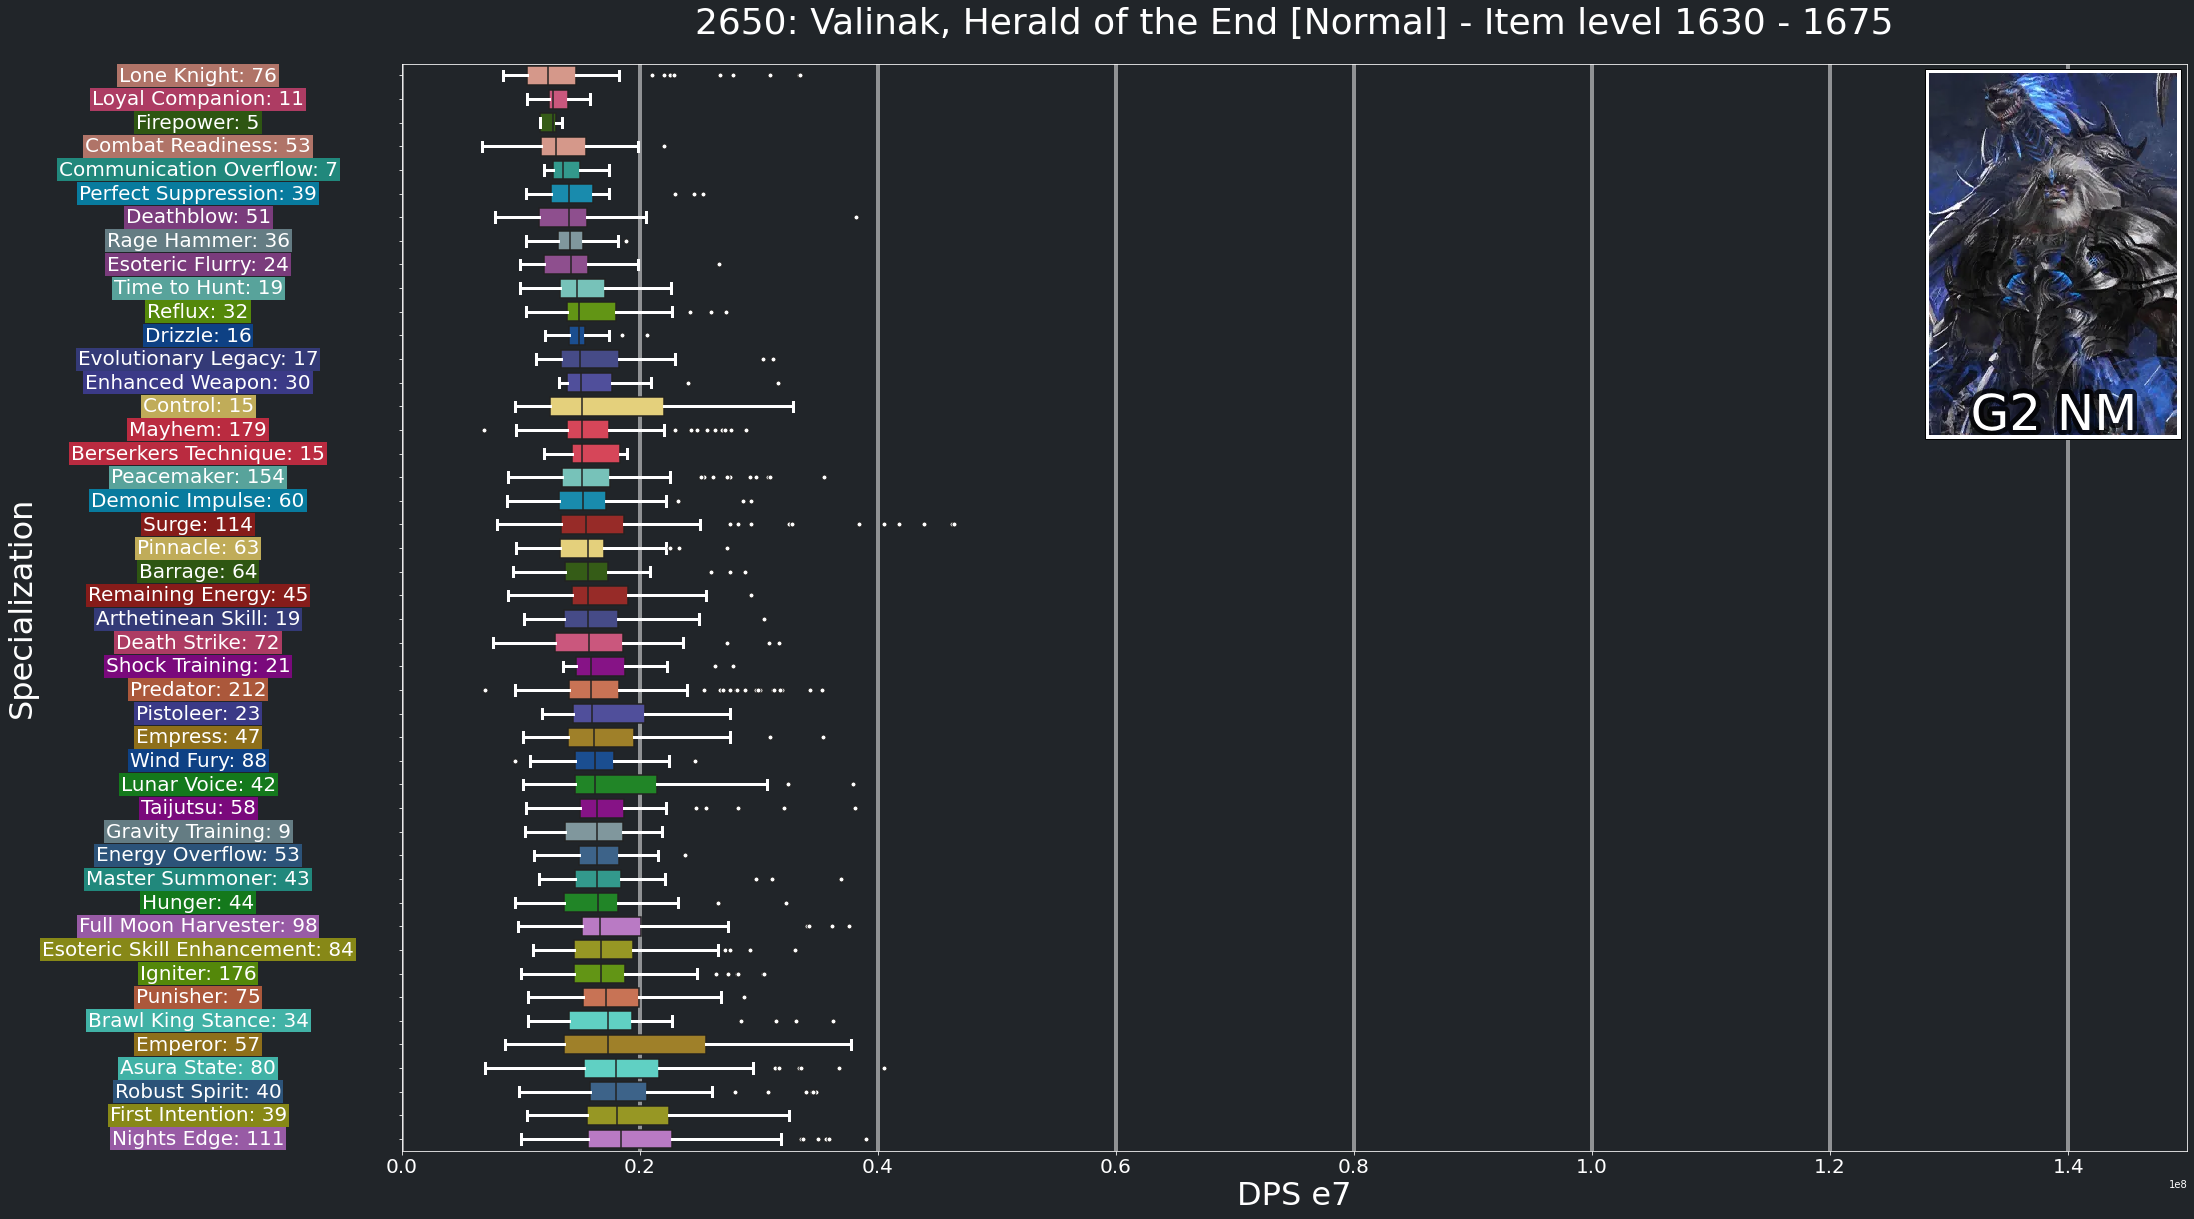 2650: Valinak, Herald of the End [Normal] - Item level 1630 - 1675
Specialization
Lone Knight: 76
Loyal Companion: 11
Firepower: 5
Combat Readiness: 53
Communication Overflow: 7
Perfect Suppression: 39
Deathblow: 51
Rage Hammer: 36
Esoteric Flurry: 24
Time to Hunt: 19
Reflux: 32
Drizzle: 16
Evolutionary Legacy: 17
Enhanced Weapon: 30
Control: 15
Mayhem: 179
Berserkers Technique: 15
Peacemaker: 154
Demonic Impulse: 60
Surge: 114
Pinnacle: 63
Barrage: 64
Remaining Energy: 45
Arthetinean Skill: 19
Death Strike: 72
Shock Training: 21
Predator: 212
Pistoleer: 23
Empress: 47
Wind Fury: 88
Lunar Voice: 42
Taijutsu: 58
Gravity Training: 9
Energy Overflow: 53
Master Summoner: 43
Hunger: 44
Full Moon Harvester: 98
Esoteric Skill Enhancement: 84
Igniter: 176
Punisher: 75
Brawl King Stance: 34
Emperor: 57
Asura State: 80
Robust Spirit: 40
First Intention: 39
Nights Edge: 111
G2 NM
0.0 0.2 0.4 0.6 0.8 1.0 1.2 1.4
1e8
DPS e7